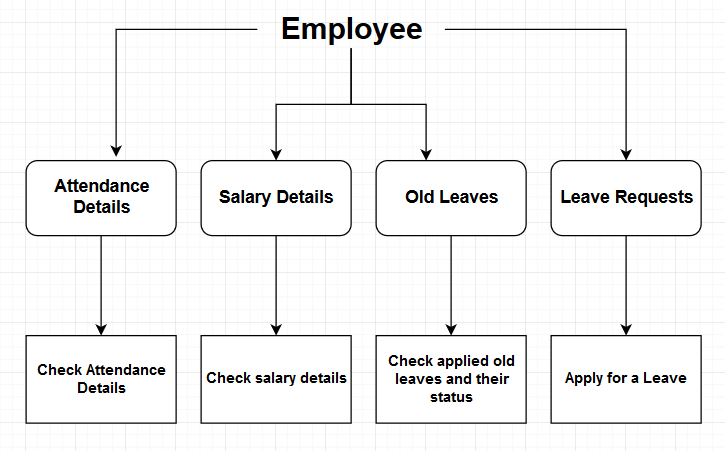 Employee
Attendance
Details
Salary Details
Old Leaves
Leave Requests
Check Attendance
Details
Check salary details
Check applied old
leaves and their
status
Apply for a Leave